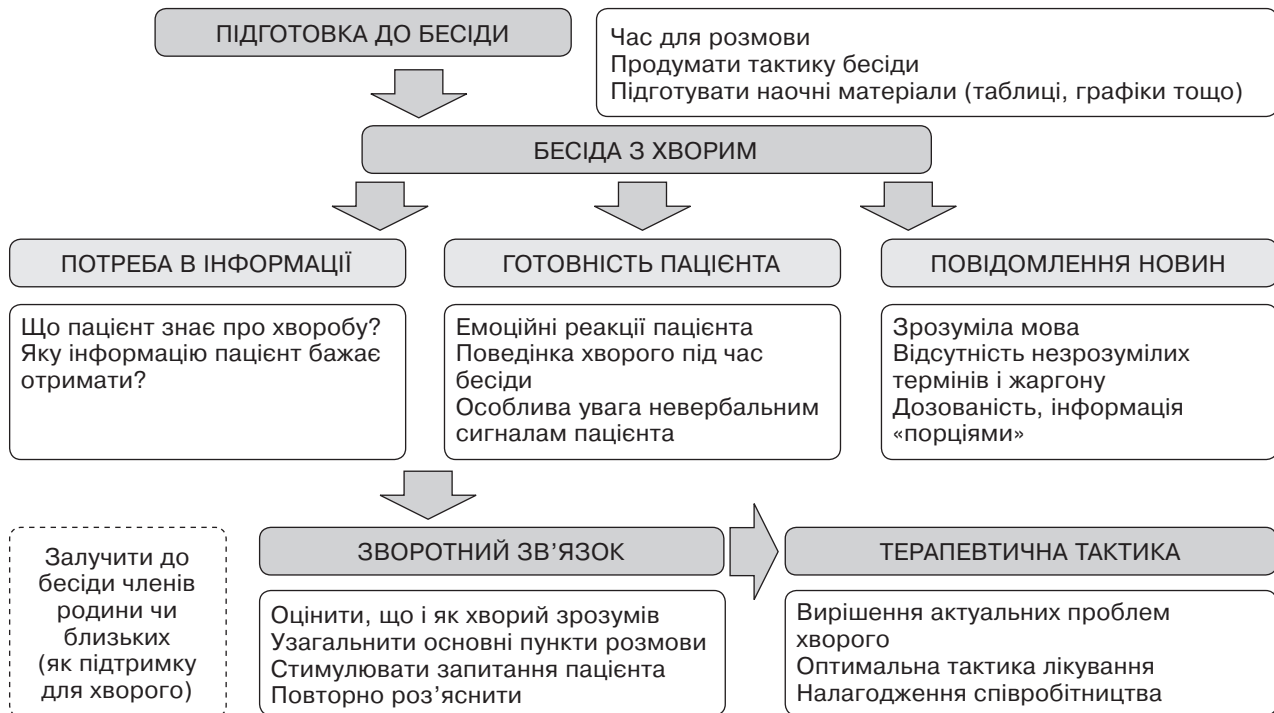 ПІДГОТОВКА ДО БЕСІДИ
Час для розмови
Продумати тактику бесіди
Підготувати наочні матеріали (таблиці, графіки тощо)
БЕСІДА З ХВОРИМ
ПОТРЕБА В ІНФОРМАЦІЇ
Що пацієнт знає про хворобу?
Яку інформацію пацієнт бажає
отримати?
ГОТОВНІСТЬ ПАЦІЄНТА
Емоційні реакції пацієнта
Поведінка хворого під час
бесіди
Особлива увага невербальним
сигналам пацієнта
ПОВІДОМЛЕННЯ НОВИН
Зрозуміла мова
Відсутність незрозумілих
термінів і жаргону
Дозованість, інформація
«порціями»
Залучити до
бесіди членів
родини чи
близьких
(як підтримку
для хворого)
ЗВОРОТНИЙ ЗВ’ЯЗОК
Оцінити, що і як хворий зрозумів
Узагальнити основні пункти розмови
Стимулювати запитання пацієнта
Повторно роз’яснити
ТЕРАПЕВТИЧНА ТАКТИКА
Вирішення актуальних проблем
хворого
Оптимальна тактика лікування
Налагодження співробітництва